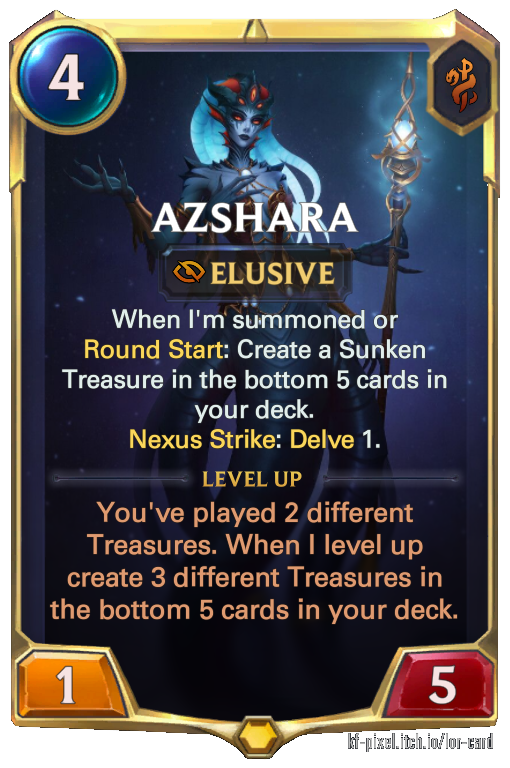 4
AZSHARA
ELUSIVE
When I'm summoned or
Round Start: Create a Sunken
Treasure in the bottom 5 cards in
your deck.
Nexus Strike: Delve 1.
LEVEL UP
You've played 2 different
Treasures. When I level up
create 3 different Treasures in
the bottom 5 cards in your deck.
1
5
kf-pixel.itch.io/lor-card